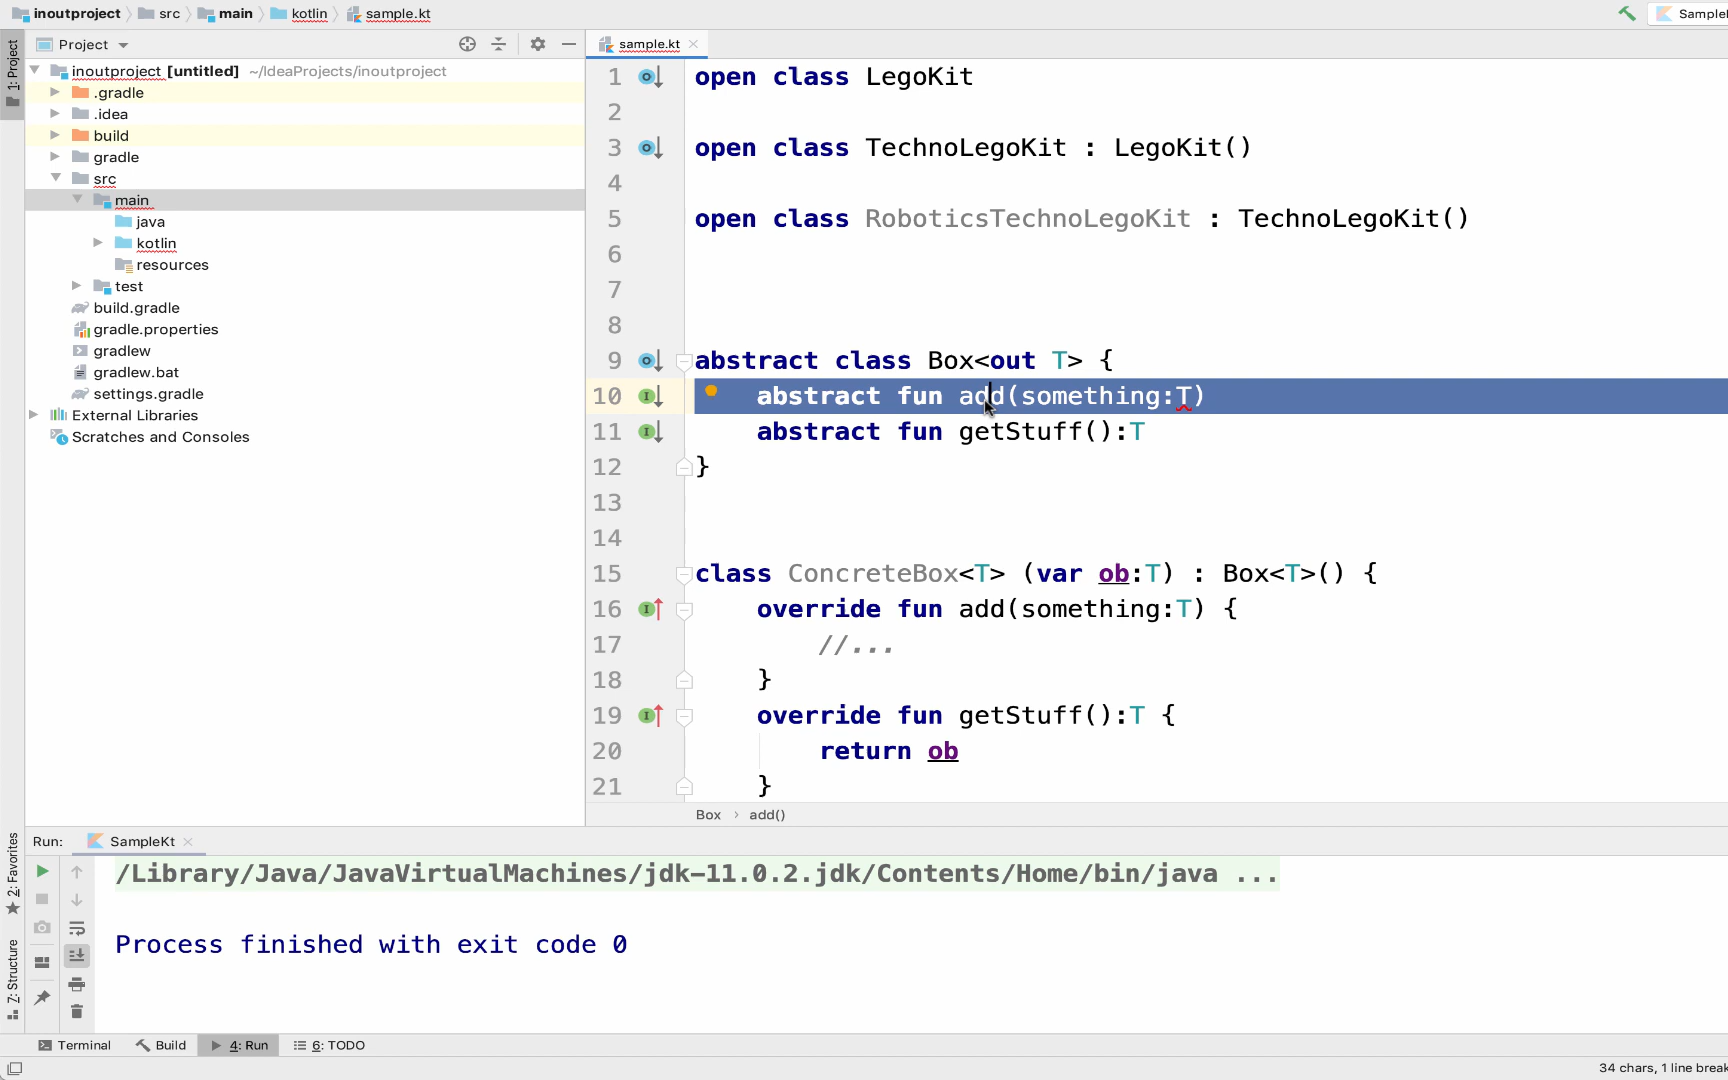 inoutproject src main kotlin sample.kt
1: Project
Project
inoutproject [untitled] ~/IdeaProjects/inoutproject
.gradle
.idea
build
gradle
src
main
java
kotlin
resources
test
build.gradle
gradle.properties
gradlew
gradlew.bat
settings.gradle
External Libraries
Scratches and Consoles
sample.kt
1 open class LegoKit
2
3 open class TechnoLegoKit : LegoKit()
4
5 open class RoboticsTechnoLegoKit : TechnoLegoKit()
6
7
8
9 abstract class Box<out T> {
10 abstract fun add(something:T)
11 abstract fun getStuff():T
12 }
13
14
15 class ConcreteBox<T> (var ob:T) : Box<T>() {
16 override fun add(something:T) {
17 //...
18 }
19 override fun getStuff():T {
20 return ob
21 }
Box › add()
2: Favorites
7: Structure
Run: SampleKt
/Library/Java/JavaVirtualMachines/jdk-11.0.2.jdk/Contents/Home/bin/java ...
Process finished with exit code 0
Terminal Build 4: Run 6: TODO
34 chars, 1 line break